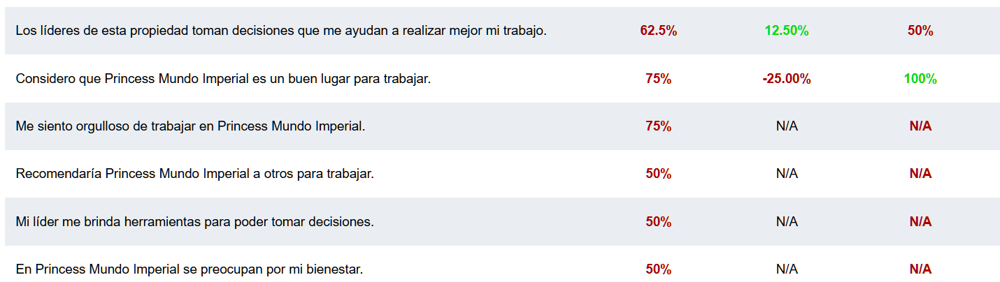 Los líderes de esta propiedad toman decisiones que me ayudan a realizar mejor mi trabajo. 62.5% 12.50% 50%
Considero que Princess Mundo Imperial es un buen lugar para trabajar. 75% -25.00% 100%
Me siento orgulloso de trabajar en Princess Mundo Imperial. 75% N/A N/A
Recomendaría Princess Mundo Imperial a otros para trabajar. 50% N/A N/A
Mi líder me brinda herramientas para poder tomar decisiones. 50% N/A N/A
En Princess Mundo Imperial se preocupan por mi bienestar. 50% N/A N/A